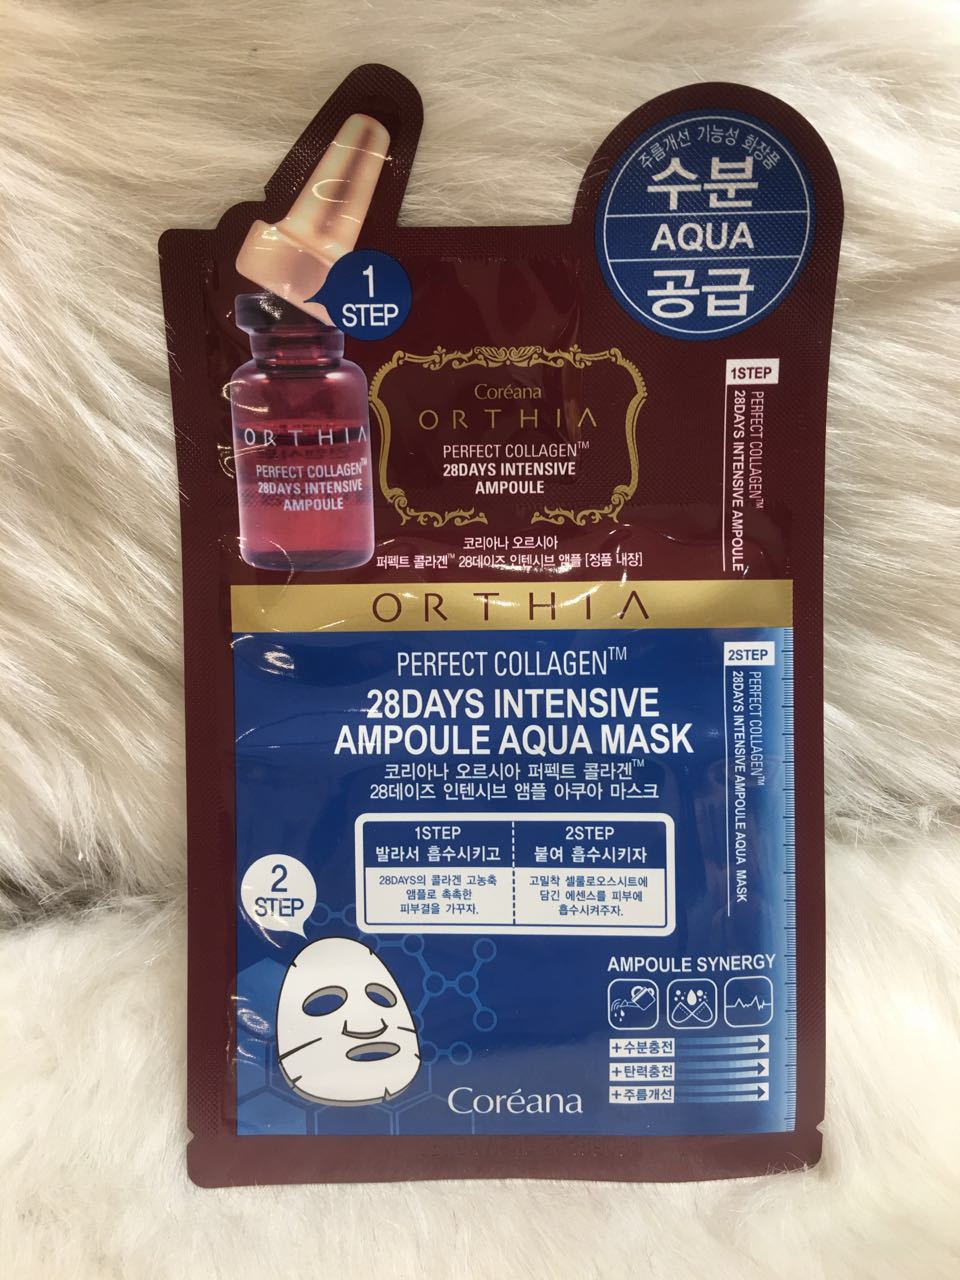 주름개선 기능성 화장품
수분
AQUA
공급
1
STEP
ORTHIA
PERFECT COLLAGEN™
28DAYS INTENSIVE
AMPOULE
Coréana
ORTHIA
PERFECT COLLAGEN™
28DAYS INTENSIVE
AMPOULE
코리아나 오르시아
퍼펙트 콜라겐™ 28데이즈 인텐시브 앰플 [정품 내장]
1STEP
PERFECT COLLAGEN™
28DAYS INTENSIVE AMPOULE
ORTHIA
PERFECT COLLAGEN™
28DAYS INTENSIVE
AMPOULE AQUA MASK
코리아나 오르시아 퍼펙트 콜라겐™
28데이즈 인텐시브 앰플 아쿠아 마스크
2STEP
PERFECT COLLAGEN™
28DAYS INTENSIVE AMPOULE AQUA MASK
1STEP
발라서 흡수시키고
28DAYS의 콜라겐 고농축
앰플로 촉촉한
피부결을 가꾸자.
2STEP
붙여 흡수시키자
고밀착 셀룰로오스시트에
담긴 에센스를 피부에
흡수시켜주자.
2
STEP
AMPOULE SYNERGY
+수분충전
+탄력충전
+주름개선
Coréana